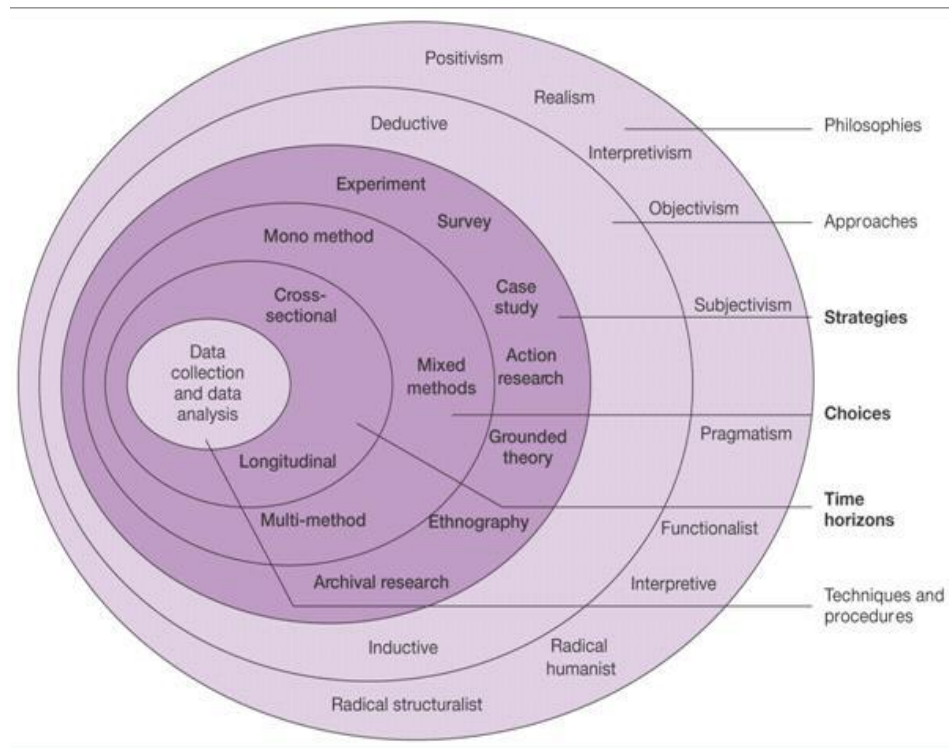 Positivism
Realism
Philosophies
Deductive
Interpretivism
Experiment
Objectivism
Approaches
Survey
Mono method
Case
study
Cross-
sectional
Subjectivism
Strategies
Data
collection
and data
analysis
Mixed
methods
Action
research
Choices
Pragmatism
Grounded
theory
Longitudinal
Time
horizons
Multi-method
Ethnography
Functionalist
Archival research
Interpretive
Techniques and
procedures
Inductive
Radical
humanist
Radical structuralist